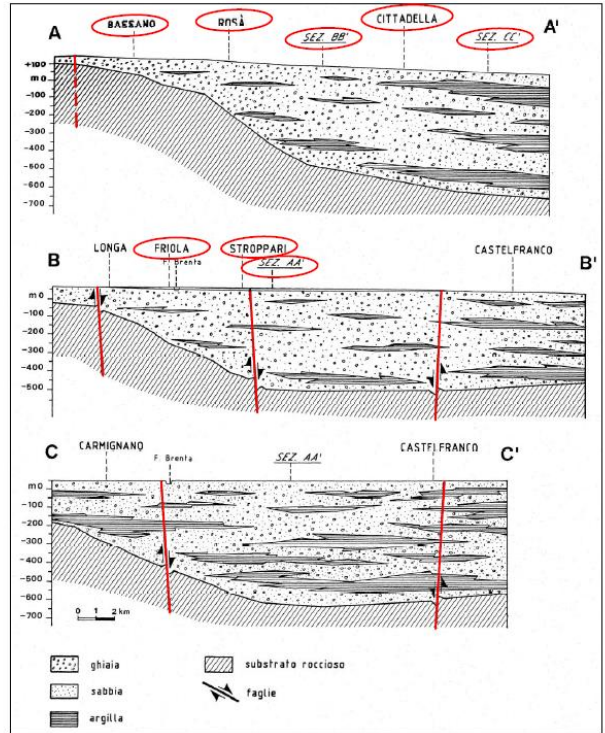 A BASSANO ROSÀ SEZ. BB' CITTADELLA SEZ. CC' A'
+100
m 0
-100
-200
-300
-400
-500
-600
-700
B LONGA FRIOLA STROPPARI CASTELFRANCO B'
F. Brenta SEZ. AA'
m 0
-100
-200
-300
-400
-500
C CARMIGNANO F. Brenta SEZ. AA' CASTELFRANCO C'
m 0
-100
-200
-300
-400
-500
-600
-700
0 1 2 km
ghiaia substrato roccioso
sabbia faglie
argilla